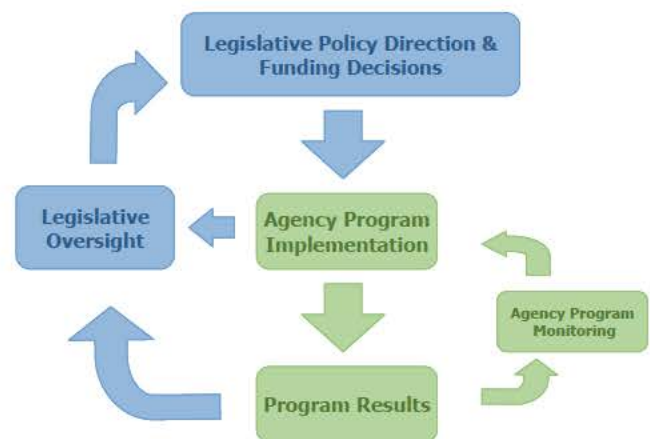 Legislative Policy Direction &
Funding Decisions
Legislative
Oversight
Agency Program
Implementation
Agency Program
Monitoring
Program Results